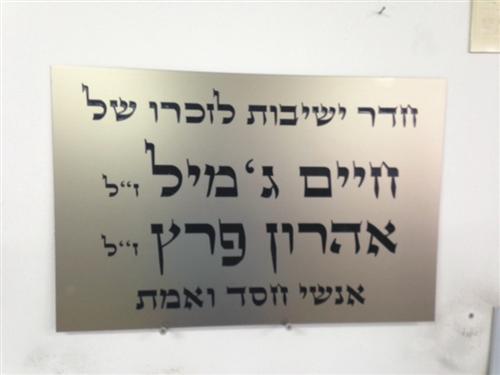 חדר ישיבות לזכרו של
חיים ג'מיל ז"ל
אהרון פרץ ז"ל
אנשי חסד ואמת